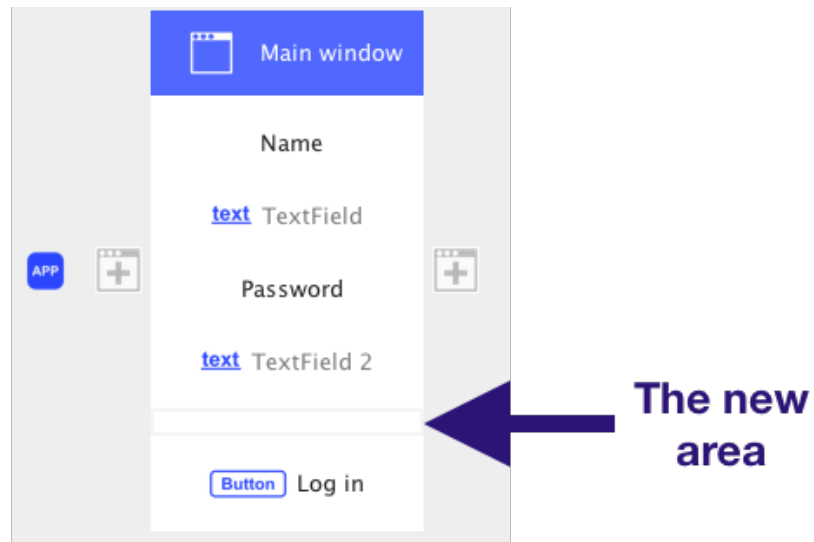 Main window
Name
text TextField
APP
Password
text TextField 2
The new
area
Button Log in